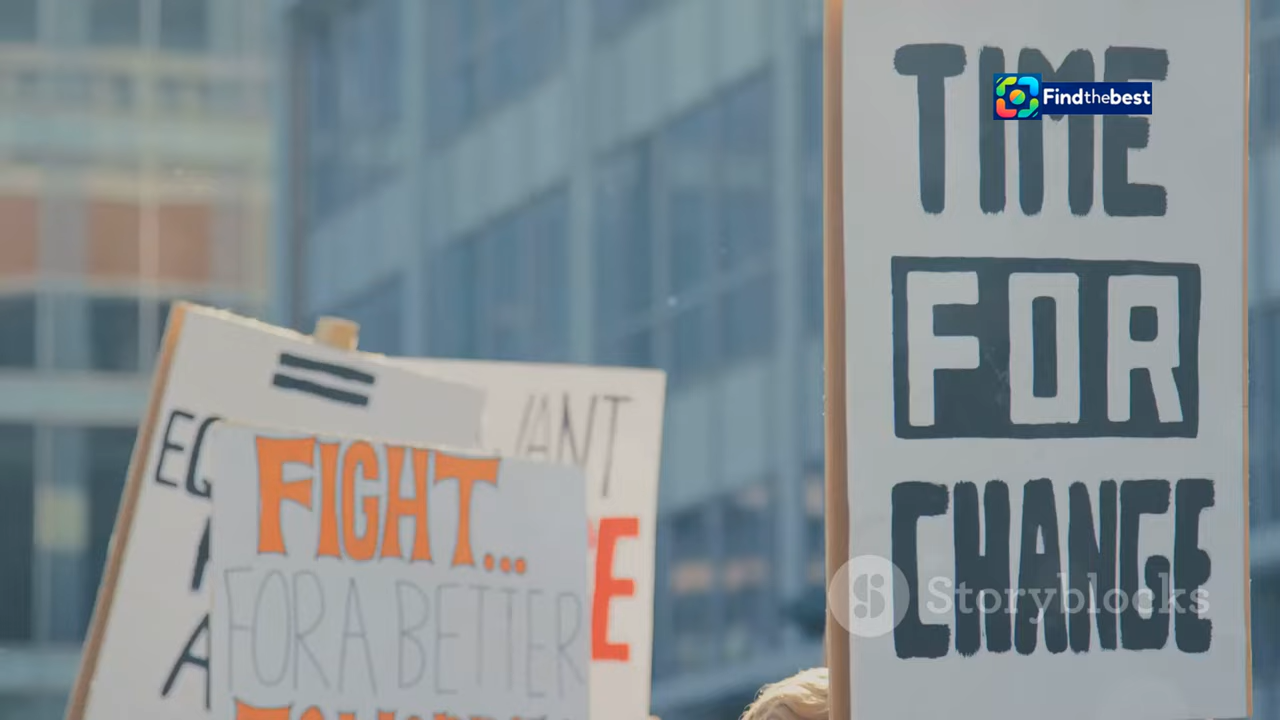 TIME
Findthebest
FOR
CHANGE
Storyblocks
=
FIGHT...
FOR A BETTER